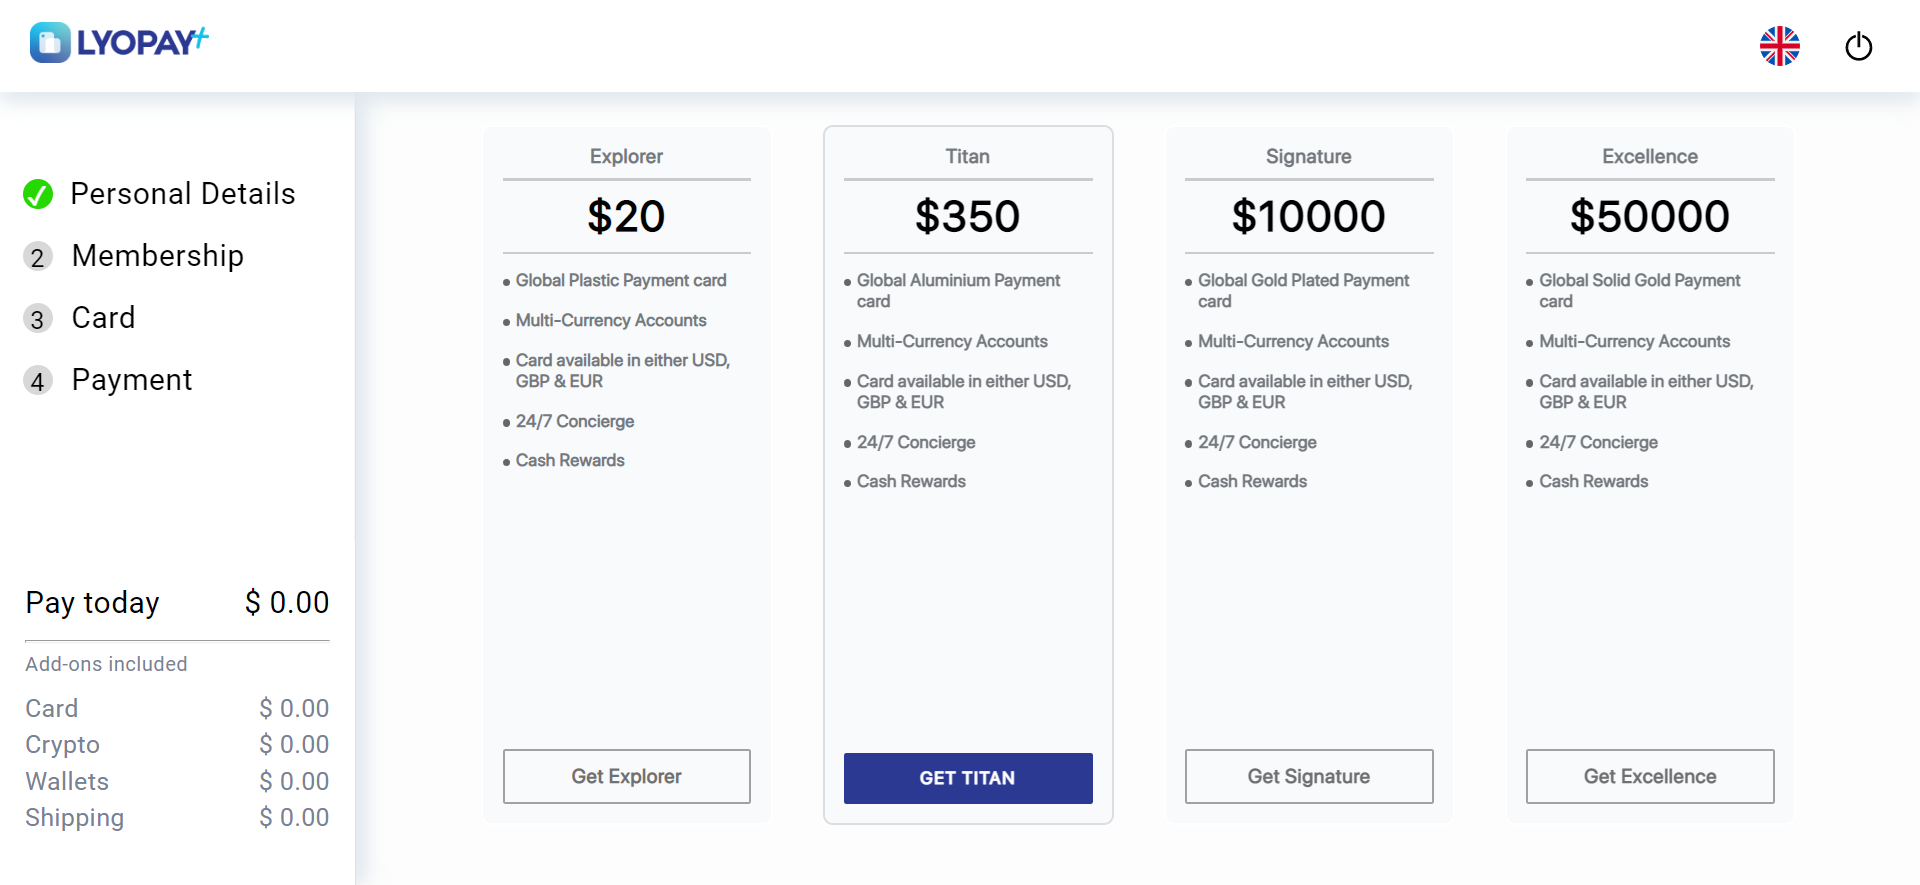 LYOPAY+
Personal Details
2 Membership
3 Card
4 Payment
Pay today $ 0.00
Add-ons included
Card $ 0.00
Crypto $ 0.00
Wallets $ 0.00
Shipping $ 0.00
Explorer
$20
• Global Plastic Payment card
• Multi-Currency Accounts
• Card available in either USD,
GBP & EUR
• 24/7 Concierge
• Cash Rewards
Get Explorer
Titan
$350
• Global Aluminium Payment
card
• Multi-Currency Accounts
• Card available in either USD,
GBP & EUR
• 24/7 Concierge
• Cash Rewards
GET TITAN
Signature
$10000
• Global Gold Plated Payment
card
• Multi-Currency Accounts
• Card available in either USD,
GBP & EUR
• 24/7 Concierge
• Cash Rewards
Get Signature
Excellence
$50000
• Global Solid Gold Payment
card
• Multi-Currency Accounts
• Card available in either USD,
GBP & EUR
• 24/7 Concierge
• Cash Rewards
Get Excellence